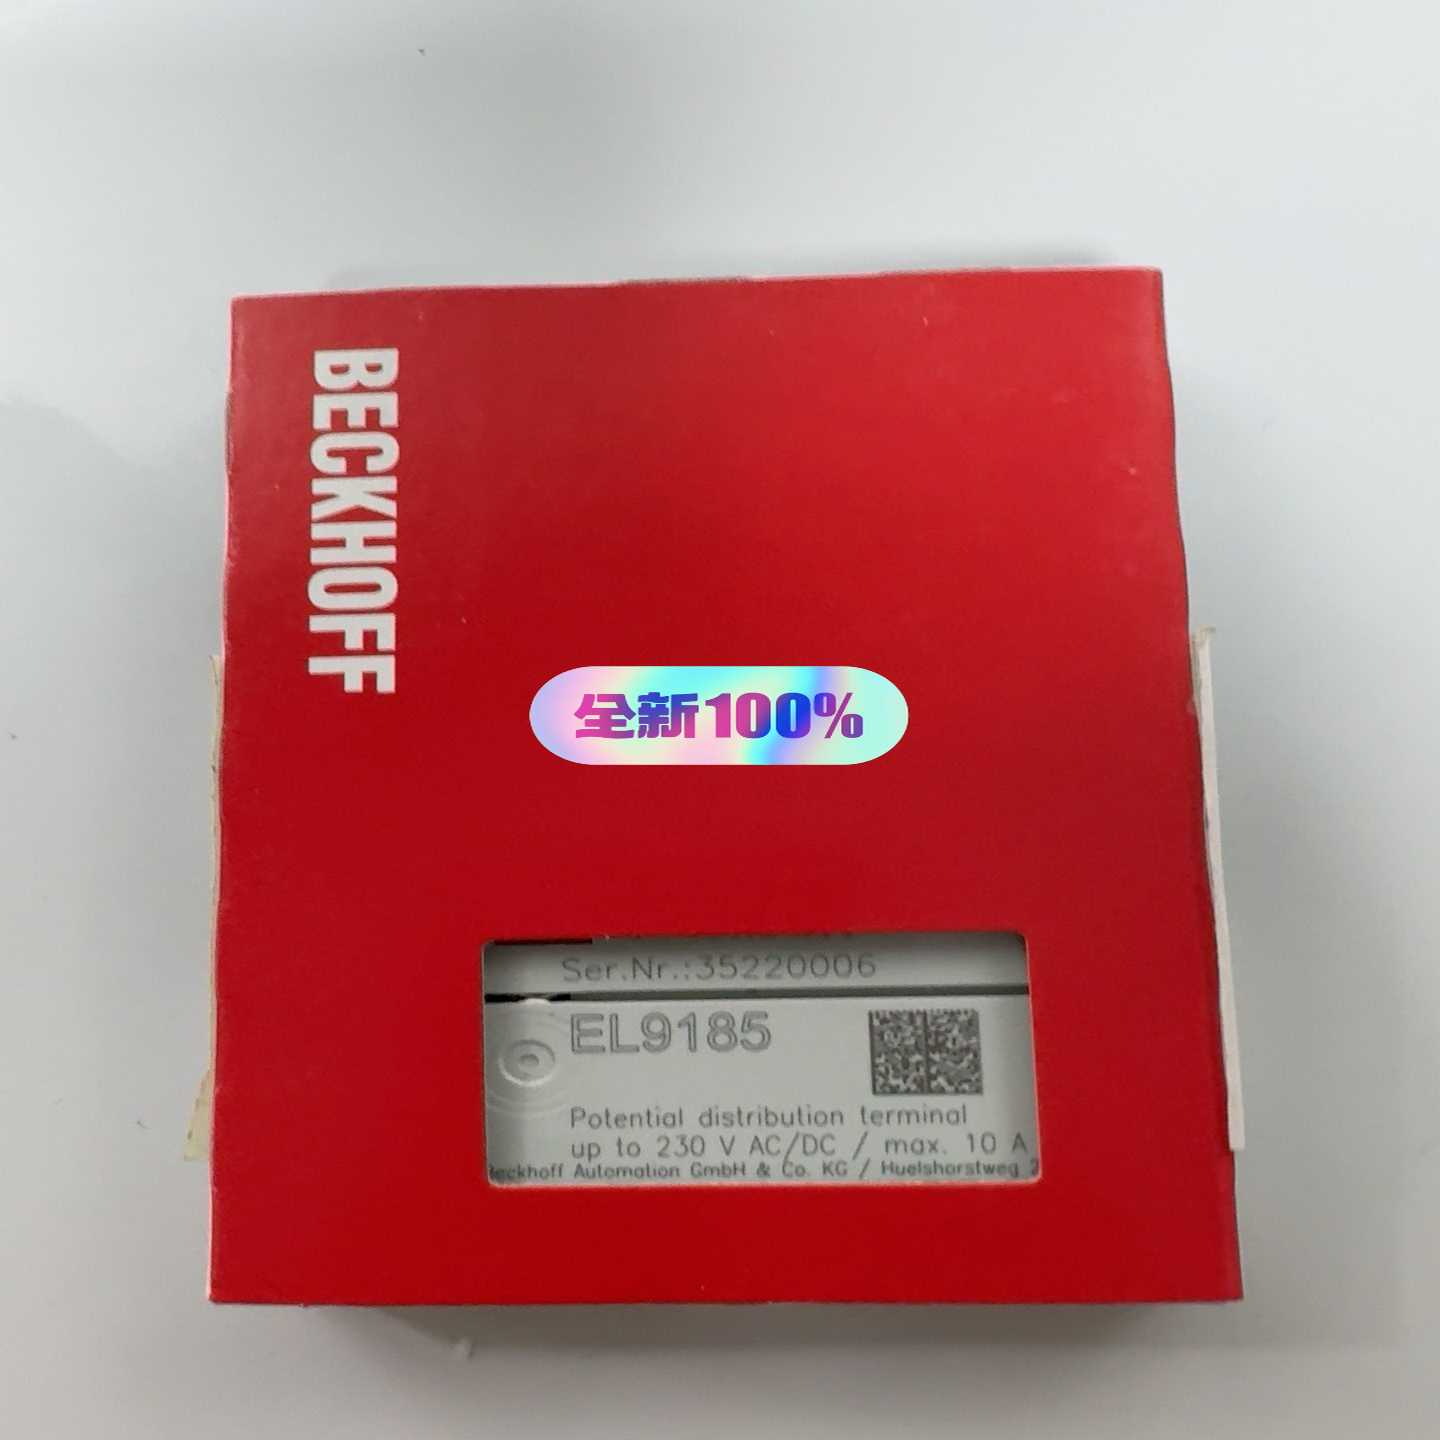 BECKHOFF
全新100%
Ser.Nr.:35220006
EL9185
Potential distribution terminal
up to 230 V AC/DC / max. 10 A
Beckhoff Automation GmbH & Co. KG / Huelshorstweg 2